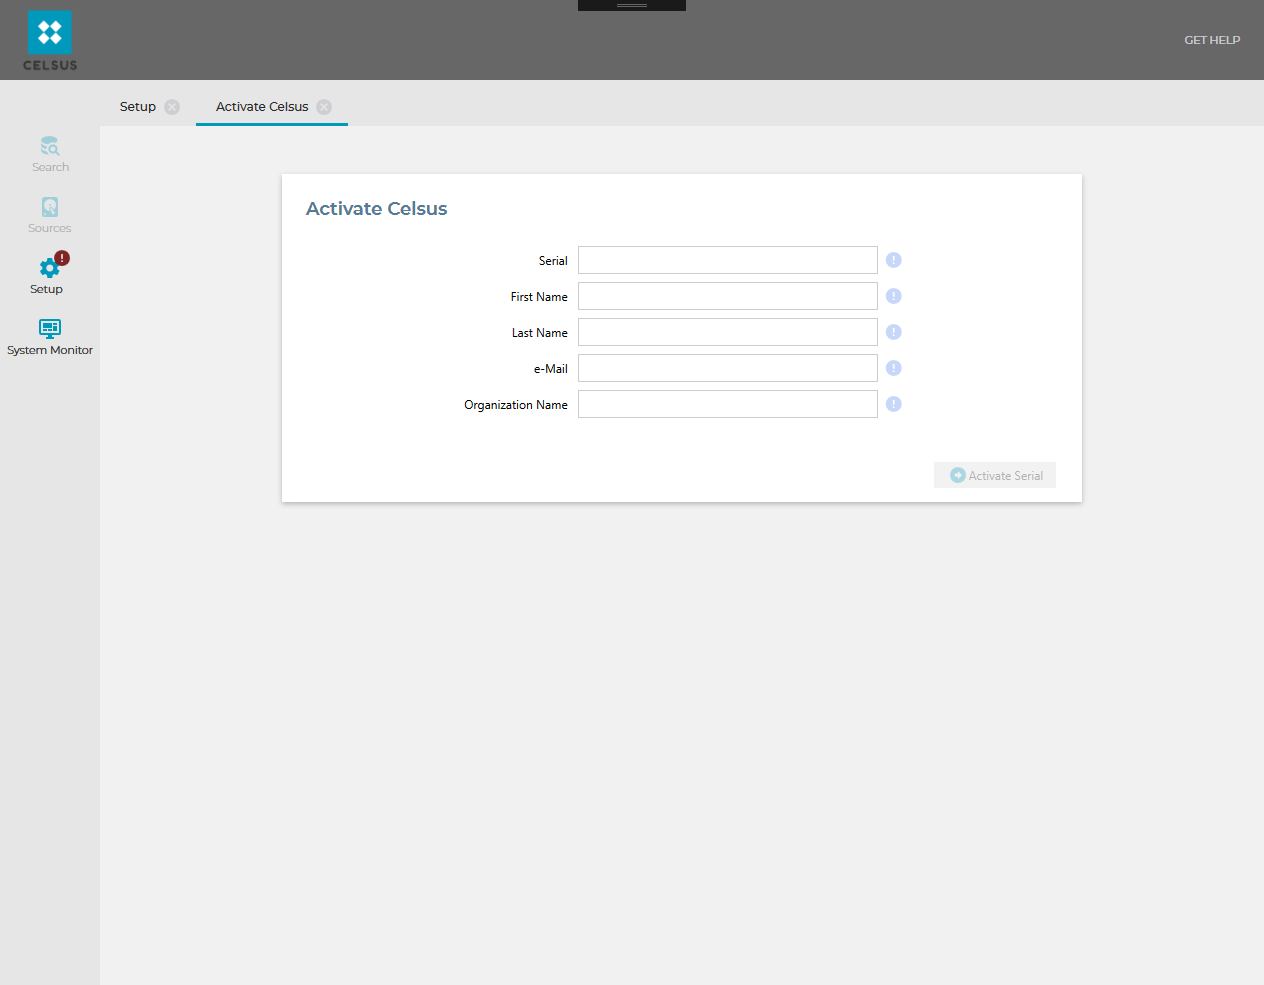 CELSUS
GET HELP
Setup
Activate Celsus
Search
Sources
Setup
System Monitor
Activate Celsus
Serial
First Name
Last Name
e-Mail
Organization Name
Activate Serial